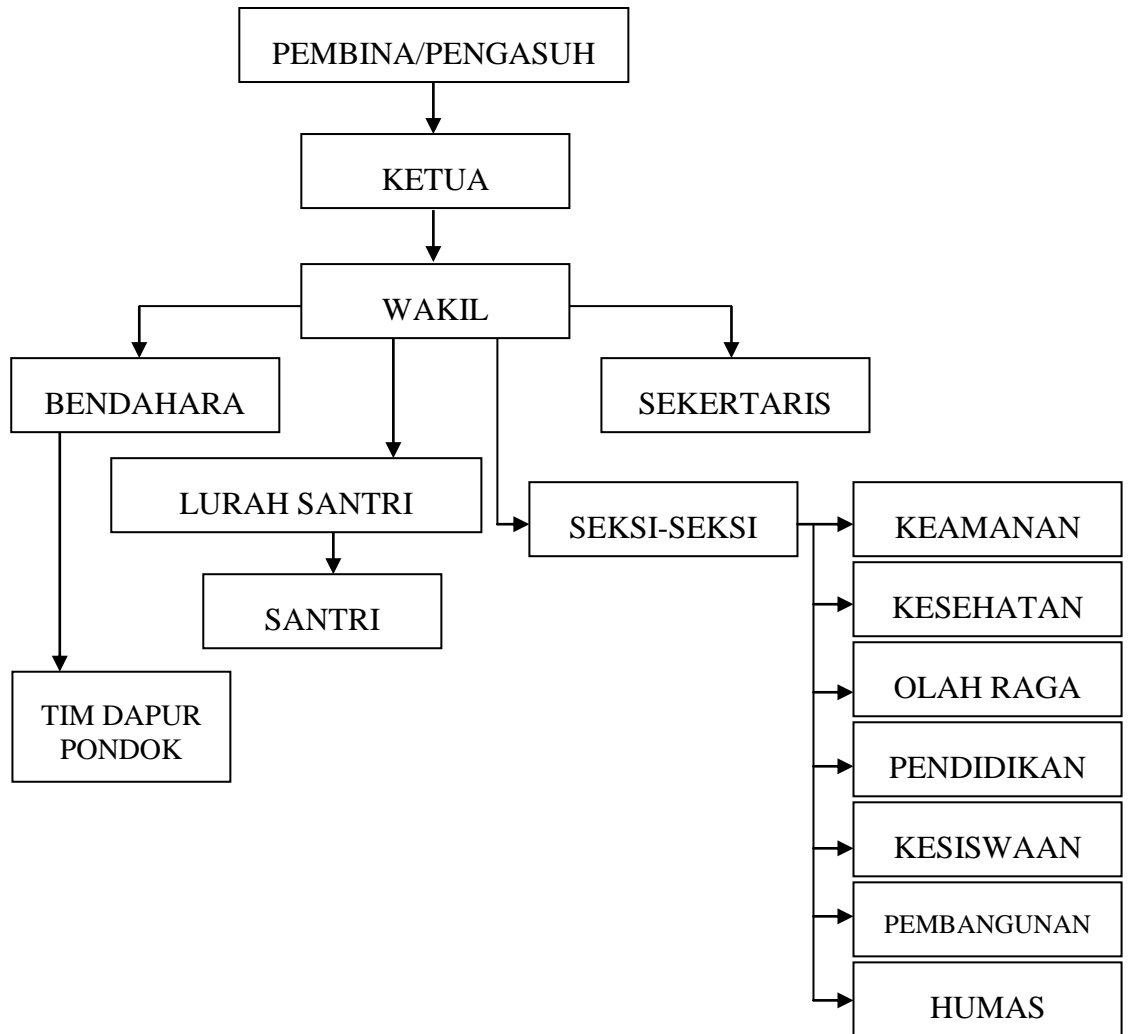 PEMBINA/PENGASUH
KETUA
WAKIL
BENDAHARA
SEKERTARIS
LURAH SANTRI
SEKSI-SEKSI
SANTRI
TIM DAPUR
PONDOK
KEAMANAN
KESEHATAN
OLAH RAGA
PENDIDIKAN
KESISWAAN
PEMBANGUNAN
HUMAS